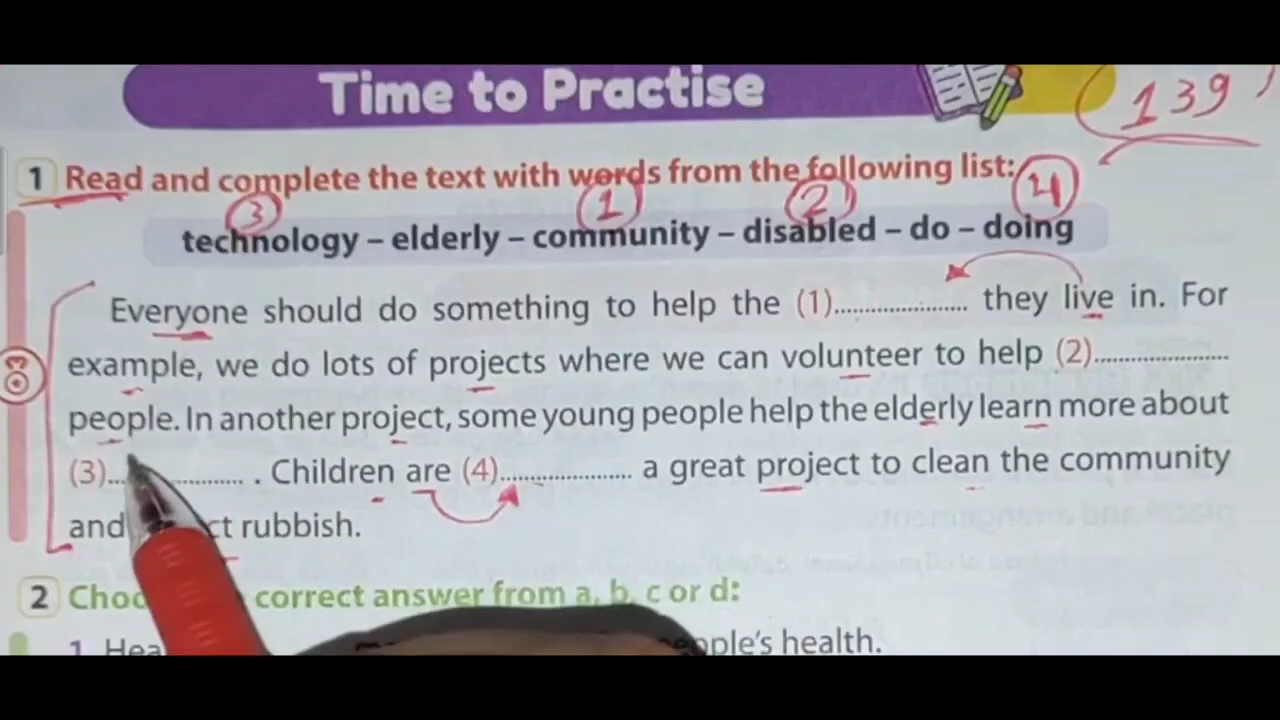 Time to Practise
139
1 Read and complete the text with words from the following list:
3 1 2 4
technology – elderly – community – disabled – do – doing
Everyone should do something to help the (1)..................... they live in. For
example, we do lots of projects where we can volunteer to help (2).....................
people. In another project, some young people help the elderly learn more about
(3)..................... . Children are (4)..................... a great project to clean the community
and rubbish.
2 correct answer from a, b, c or d:
1 people's health.